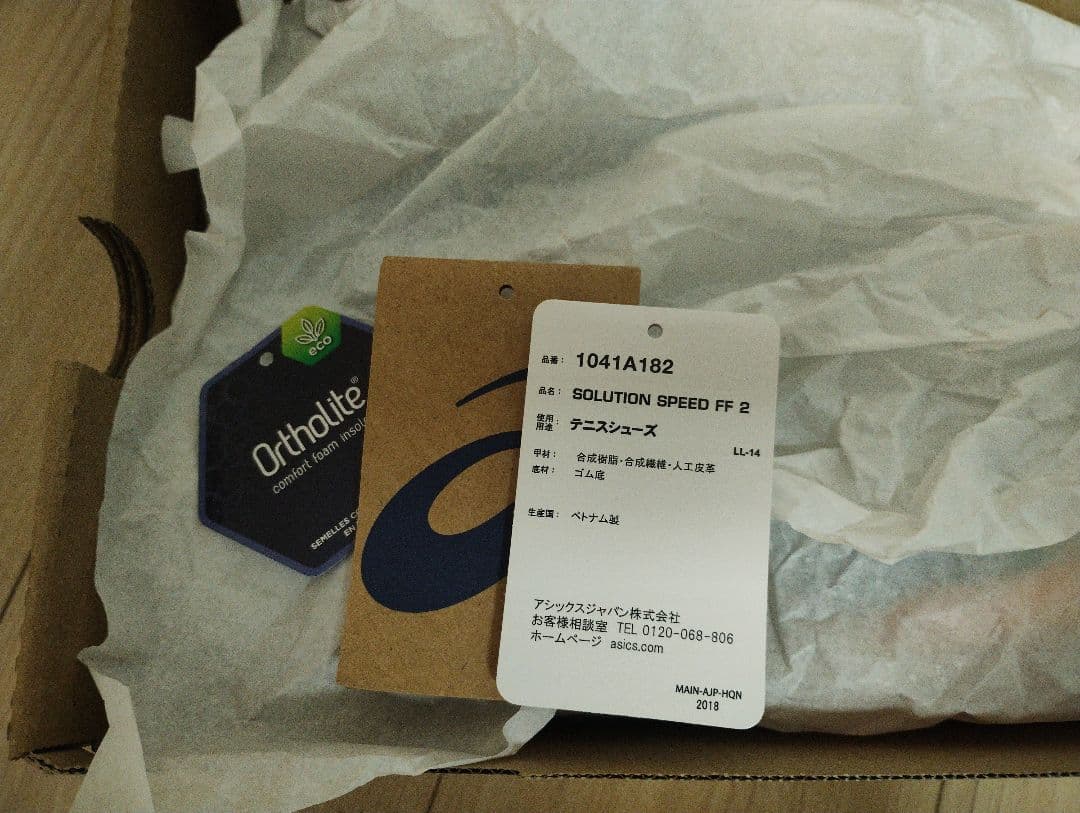 eco
Ortholite®
comfort foam insol
SEMELLES C
EN
品番： 1041A182
品名： SOLUTION SPEED FF 2
使用用途： テニスシューズ
LL-14
甲材： 合成樹脂・合成繊維・人工皮革
底材： ゴム底
生産国： ベトナム製
アシックスジャパン株式会社
お客様相談室 TEL 0120-068-806
ホームページ asics.com
MAIN-AJP-HQN
2018